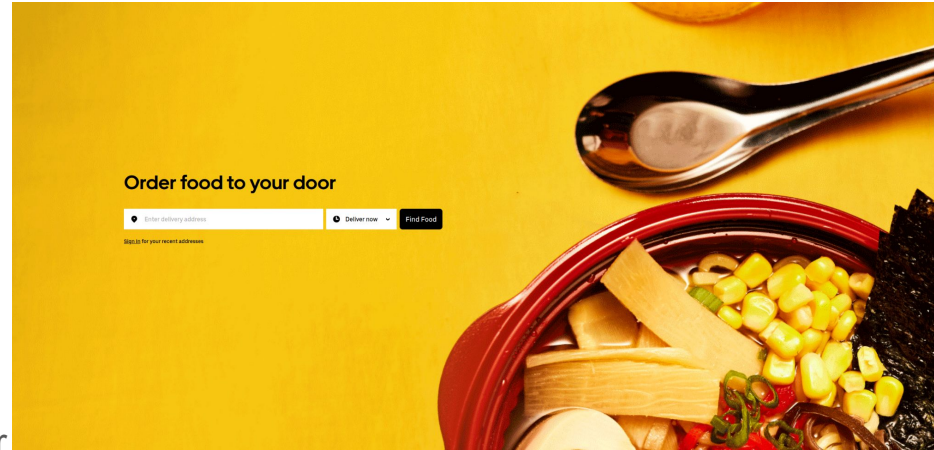 Order food to your door
Enter delivery address
Deliver now
Find Food
Sign in for your recent addresses
r